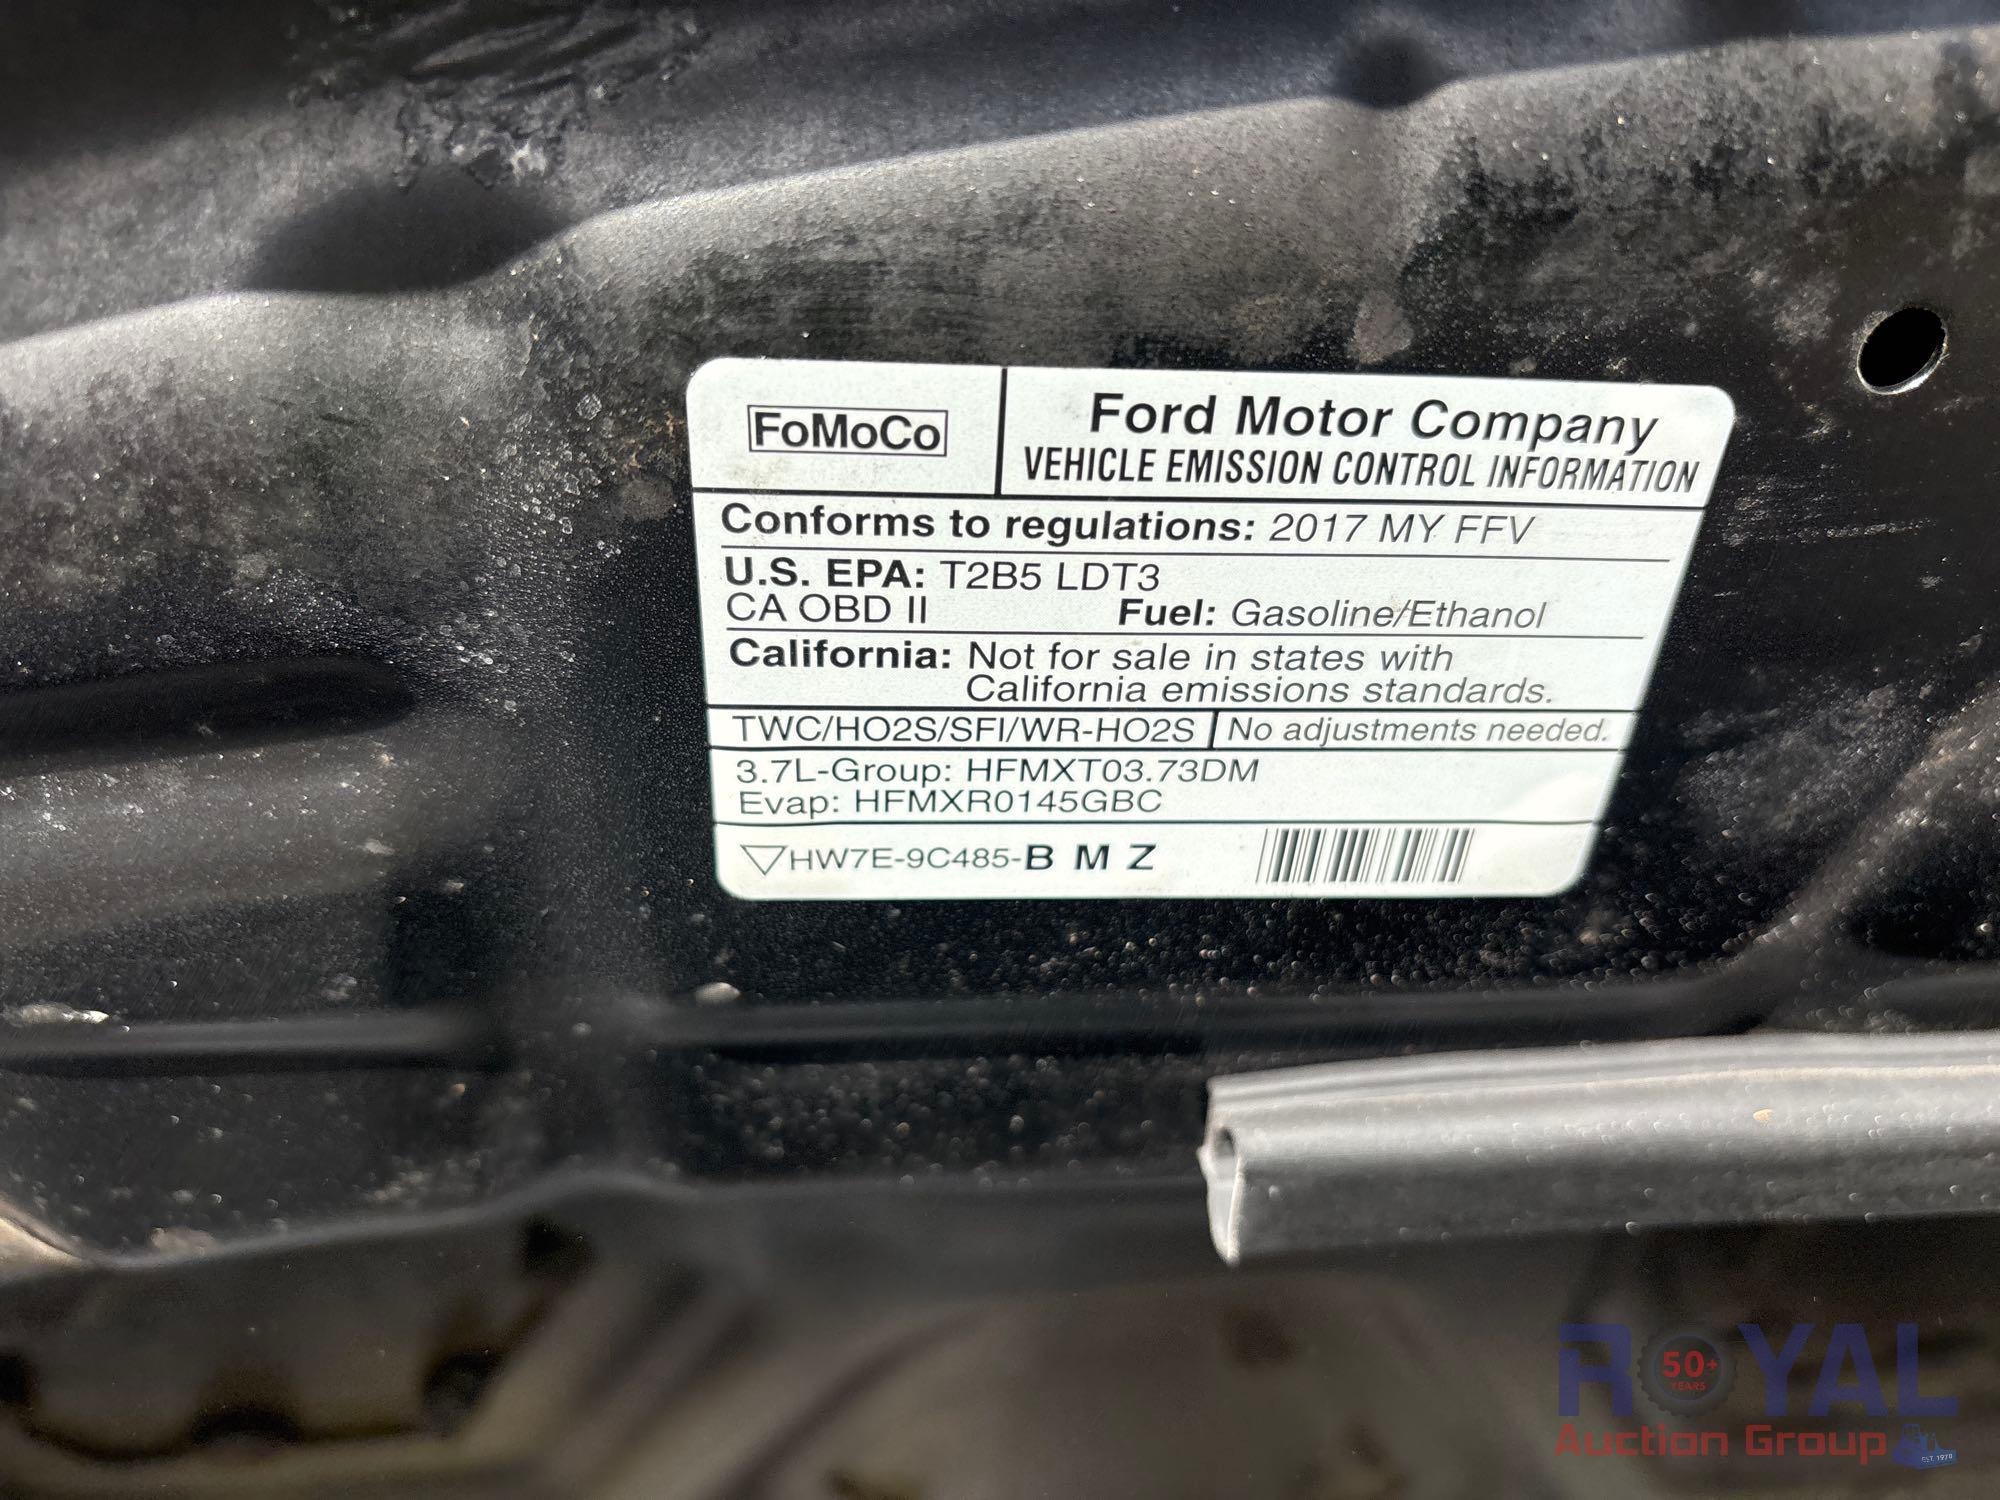 FoMoCo
Ford Motor Company
VEHICLE EMISSION CONTROL INFORMATION
Conforms to regulations: 2017 MY FFV
U.S. EPA: T2B5 LDT3
CA OBD II Fuel: Gasoline/Ethanol
California: Not for sale in states with
California emissions standards.
TWC/HO2S/SFI/WR-HO2S No adjustments needed.
3.7L-Group: HFMXT03.73DM
Evap: HFMXR0145GBC
HW7E-9C485-B M Z
ROYAL
50+
YEARS
Auction Group
EST. 1970